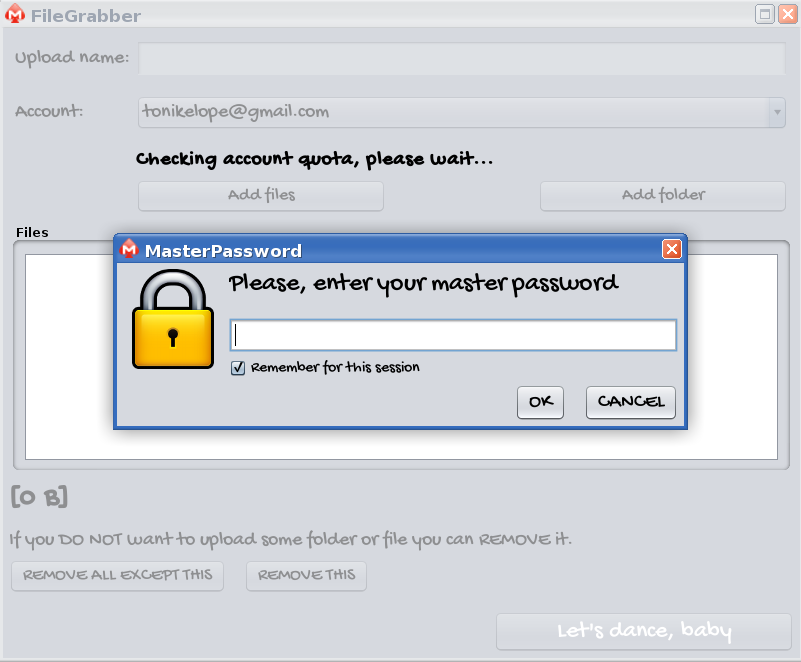 FileGrabber
Upload name:
Account: tonikelope@gmail.com
Checking account quota, please wait...
Add files Add folder
Files
MasterPassword
Please, enter your master password
Remember for this session
OK CANCEL
[0 B]
If you DO NOT want to upload some folder or file you can REMOVE it.
REMOVE ALL EXCEPT THIS REMOVE THIS
Let's dance, baby